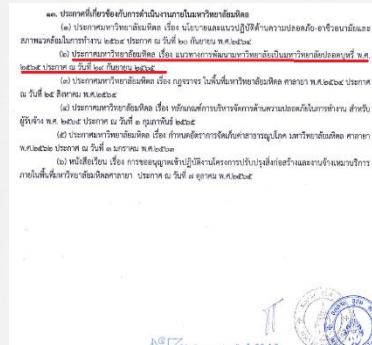 ๑๓. ประกาศที่เกี่ยวข้องกับการดำเนินงานภายในมหาวิทยาลัยมหิดล
(๑) ประกาศมหาวิทยาลัยมหิดล เรื่อง นโยบายและแนวปฏิบัติด้านความปลอดภัย-อาชีวอนามัยและ
สภาพแวดล้อมในการทำงาน ๒๕๖๔ ประกาศ ณ วันที่ ๒๐ กันยายน พ.ศ.๒๕๖๔
(๒) ประกาศมหาวิทยาลัยมหิดล เรื่อง แนวทางการพัฒนามหาวิทยาลัยเป็นมหาวิทยาลัยปลอดบุหรี่ พ.ศ.
๒๕๖๕ ประกาศ ณ วันที่ ๒๙ กันยายน ๒๕๖๕
(๓) ประกาศมหาวิทยาลัยมหิดล เรื่อง กฎจราจร ในพื้นที่มหาวิทยาลัยมหิดล ศาลายา พ.ศ.๒๕๖๔ ประกาศ
ณ วันที่ ๒๕ สิงหาคม พ.ศ.๒๕๖๔
(๔) ประกาศมหาวิทยาลัยมหิดล เรื่อง หลักเกณฑ์การบริหารจัดการด้านความปลอดภัยในการทำงาน สำหรับ
ผู้รับจ้าง พ.ศ. ๒๕๖๕ ประกาศ ณ วันที่ ๑ กุมภาพันธ์ ๒๕๖๕
(๕) ประกาศมหาวิทยาลัยมหิดล เรื่อง กำหนดอัตราการจัดเก็บค่าสาธารณูปโภค มหาวิทยาลัยมหิดล ศาลายา
พ.ศ.๒๕๖๒ ประกาศ ณ วันที่ ๑ มกราคม พ.ศ.๒๕๖๓
(๖) หนังสือเวียน เรื่อง การขออนุญาตเข้าปฏิบัติงานโครงการปรับปรุงสิ่งก่อสร้างและงานจ้างเหมาบริการ
ภายในพื้นที่มหาวิทยาลัยมหิดลศาลายา ประกาศ ณ วันที่ ๗ ตุลาคม พ.ศ.๒๕๖๕